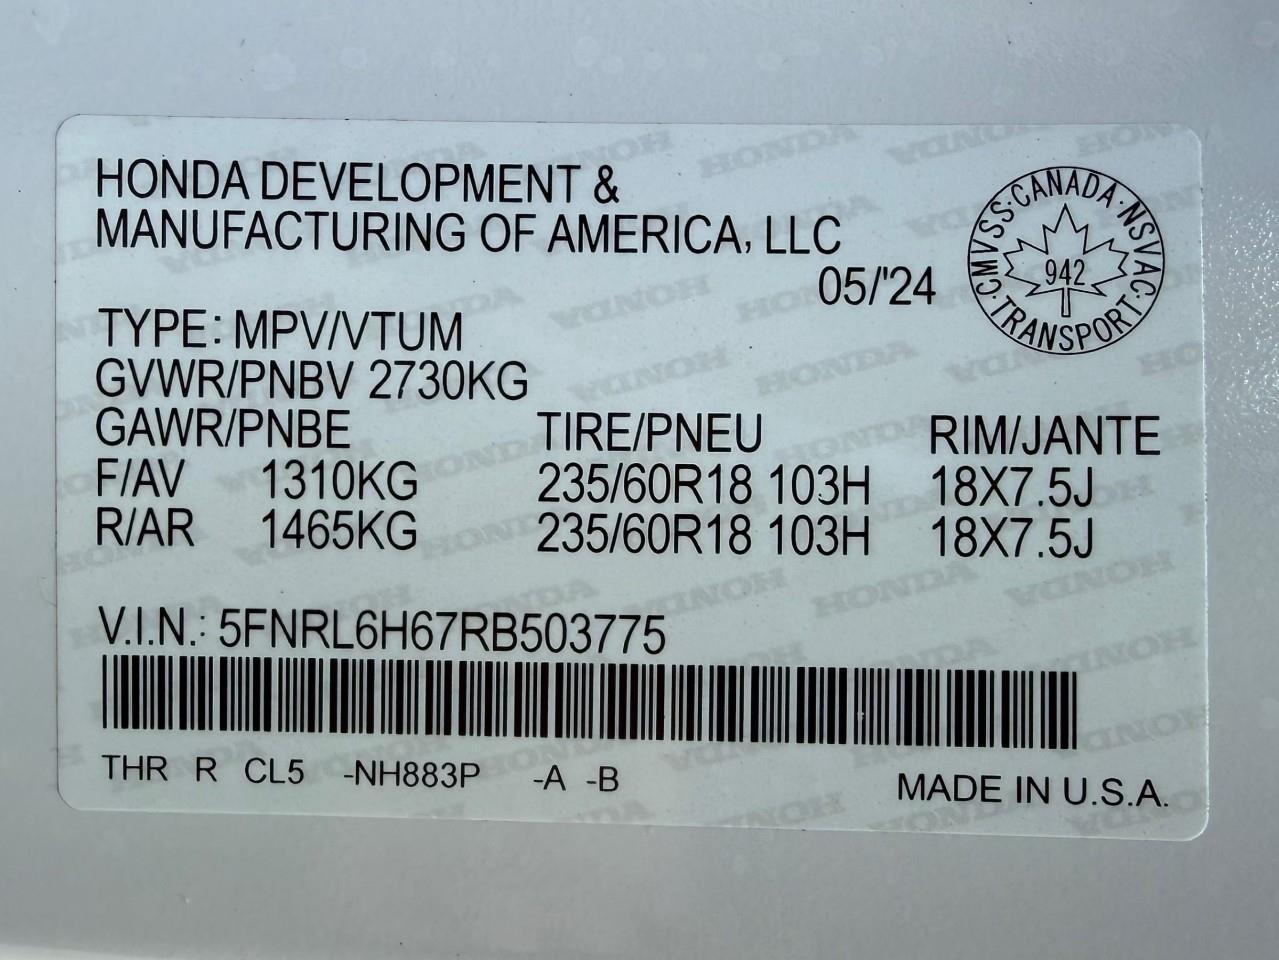 HONDA DEVELOPMENT &
MANUFACTURING OF AMERICA, LLC
05/'24
CMVSS·CANADA·NSVAC·TRANSPORT·
942
TYPE: MPV/VTUM
GVWR/PNBV 2730KG
GAWR/PNBE TIRE/PNEU RIM/JANTE
F/AV 1310KG 235/60R18 103H 18X7.5J
R/AR 1465KG 235/60R18 103H 18X7.5J
V.I.N.: 5FNRL6H67RB503775
THR R CL5 -NH883P -A -B MADE IN U.S.A.